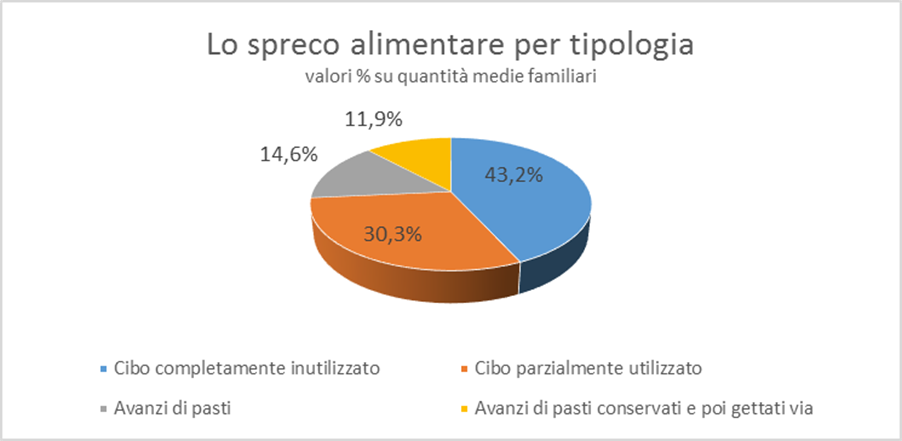 Lo spreco alimentare per tipologia
valori % su quantità medie familiari
11,9%
14,6%
43,2%
30,3%
Cibo completamente inutilizzato
Cibo parzialmente utilizzato
Avanzi di pasti
Avanzi di pasti conservati e poi gettati via